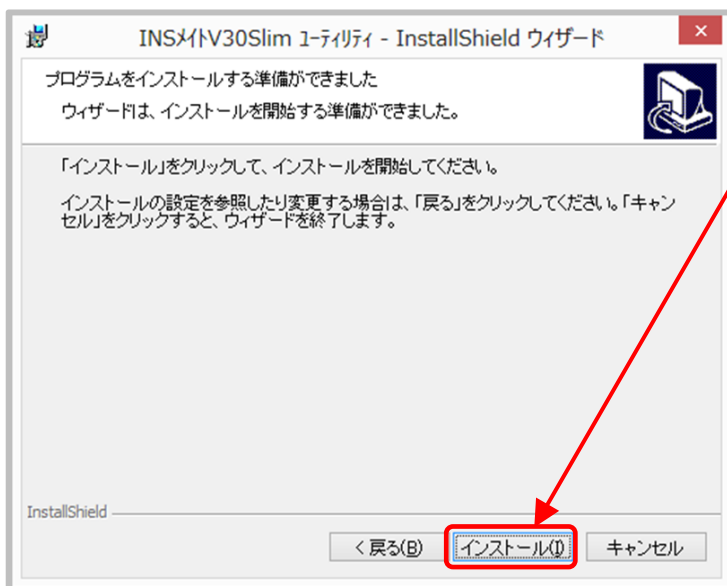 INSﾒｲﾄV30Slim ﾕｰﾃｨﾘﾃｨ - InstallShield ウィザード
プログラムをインストールする準備ができました
ウィザードは、インストールを開始する準備ができました。
「インストール」をクリックして、インストールを開始してください。
インストールの設定を参照したり変更する場合は、「戻る」をクリックしてください。「キャン
セル」をクリックすると、ウィザードを終了します。
InstallShield
< 戻る(B)
インストール(I)
キャンセル